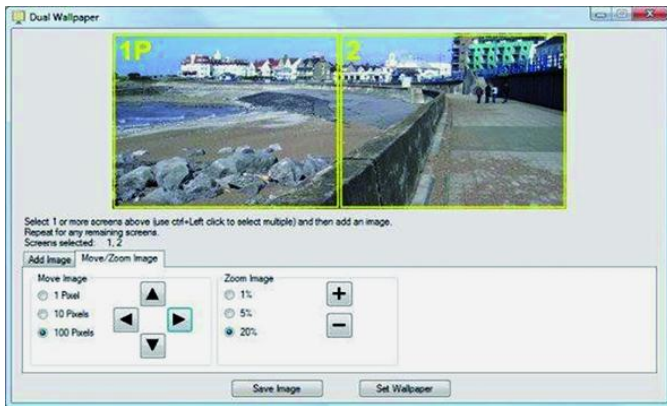 Dual Wallpaper
1P
2
Select 1 or more screens above (use ctrl+Left click to select multiple) and then add an image.
Repeat for any remaining screens.
Screens selected: 1, 2
Add Image Move/Zoom Image
Move Image Zoom Image
1 Pixel 1%
10 Pixels 5%
100 Pixels 20%
Save Image Set Wallpaper